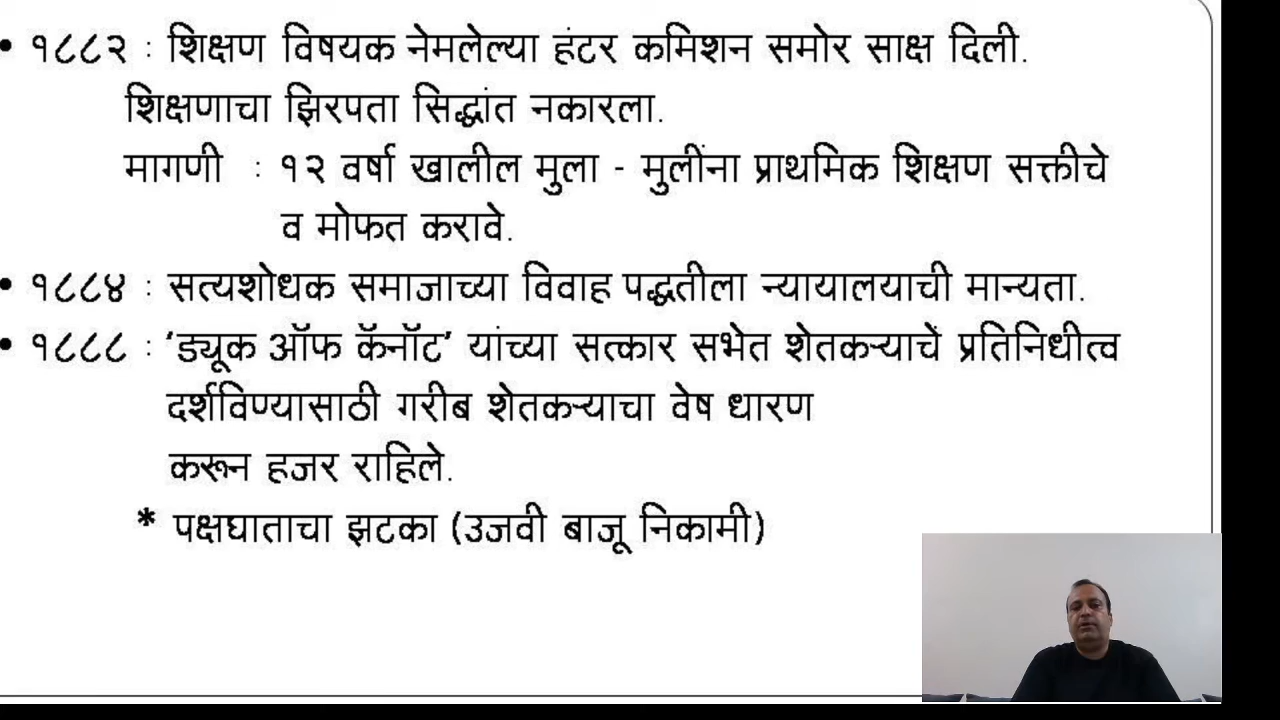 • १८८२ : शिक्षण विषयक नेमलेल्या हंटर कमिशन समोर साक्ष दिली.
शिक्षणाचा झिरपता सिद्धांत नकारला.
मागणी : १२ वर्षा खालील मुला - मुलींना प्राथमिक शिक्षण सक्तीचे
व मोफत करावे.
• १८८४ : सत्यशोधक समाजाच्या विवाह पद्धतीला न्यायालयाची मान्यता.
• १८८८ : 'ड्यूक ऑफ कॅनॉट' यांच्या सत्कार सभेत शेतकऱ्याचें प्रतिनिधीत्व
दर्शविण्यासाठी गरीब शेतकऱ्याचा वेष धारण
करून हजर राहिले.
* पक्षघाताचा झटका (उजवी बाजू निकामी)